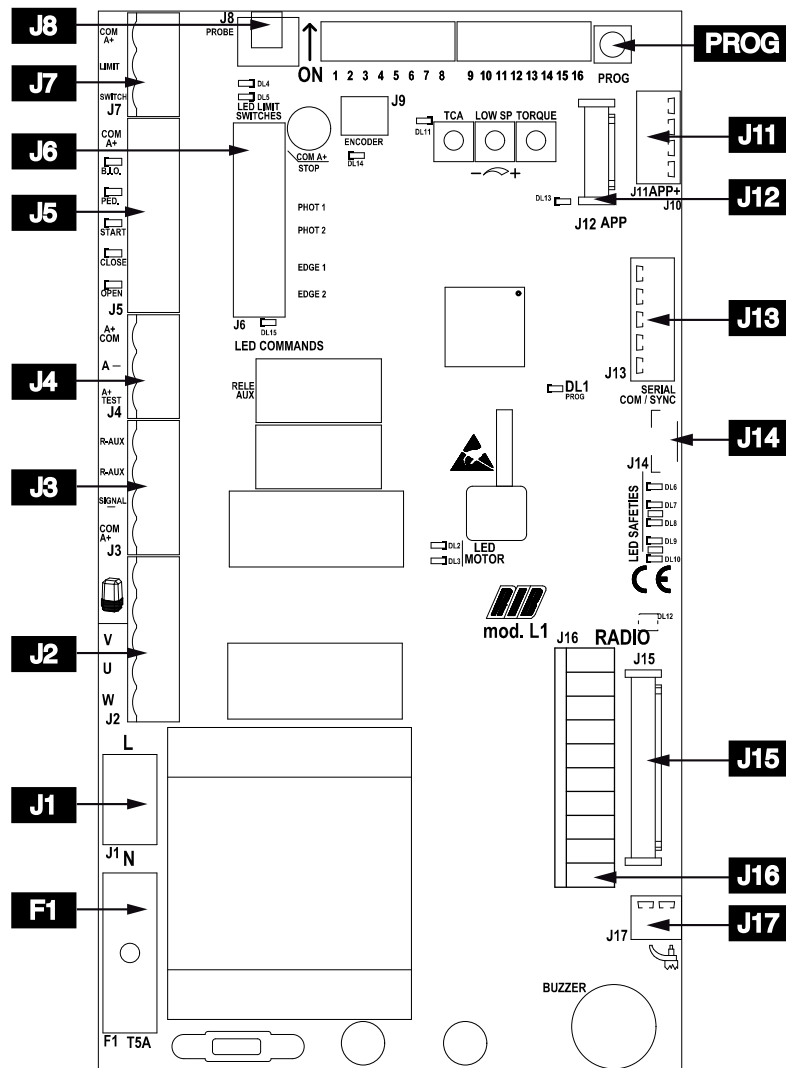 J8
J7
J6
J5
J4
J3
J2
J1
F1
PROG
J11
J12
J13
J14
J15
J16
J17
COM
A+
LIMIT
SWITCH
J7
J8
PROBE
ON
1 2 3 4 5 6 7 8
9 10 11 12 13 14 15 16
PROG
DL4
DL5
LED LIMIT
SWITCHES
J9
ENCODER
DL14
COM A+
STOP
DL11
TCA
LOW SP
TORQUE
− +
J11APP+
J10
DL13
J12 APP
COM
A+
B.I.O.
PED.
START
CLOSE
OPEN
J5
PHOT 1
PHOT 2
EDGE 1
EDGE 2
J6
DL15
LED COMMANDS
A+
COM
A −
A+
TEST
J4
RELE
AUX
J13
SERIAL
COM / SYNC
DL1
PROG
R-AUX
R-AUX
SIGNAL
—
COM
A+
J3
J14
LED SAFETIES
DL6
DL7
DL8
DL9
DL10
CE
DL2
DL3
LED
MOTOR
mod. L1
DL12
J16
RADIO
J15
V
U
W
J2
L
J1
N
J17
F1 T5A
BUZZER